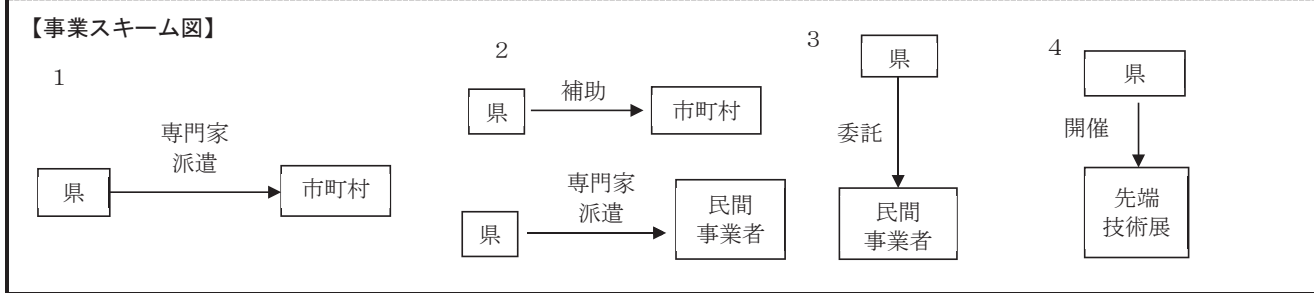 【事業スキーム図】
1
県
専門家
派遣
市町村
2
県
補助
市町村
県
専門家
派遣
民間
事業者
3
県
委託
民間
事業者
4
県
開催
先端
技術展